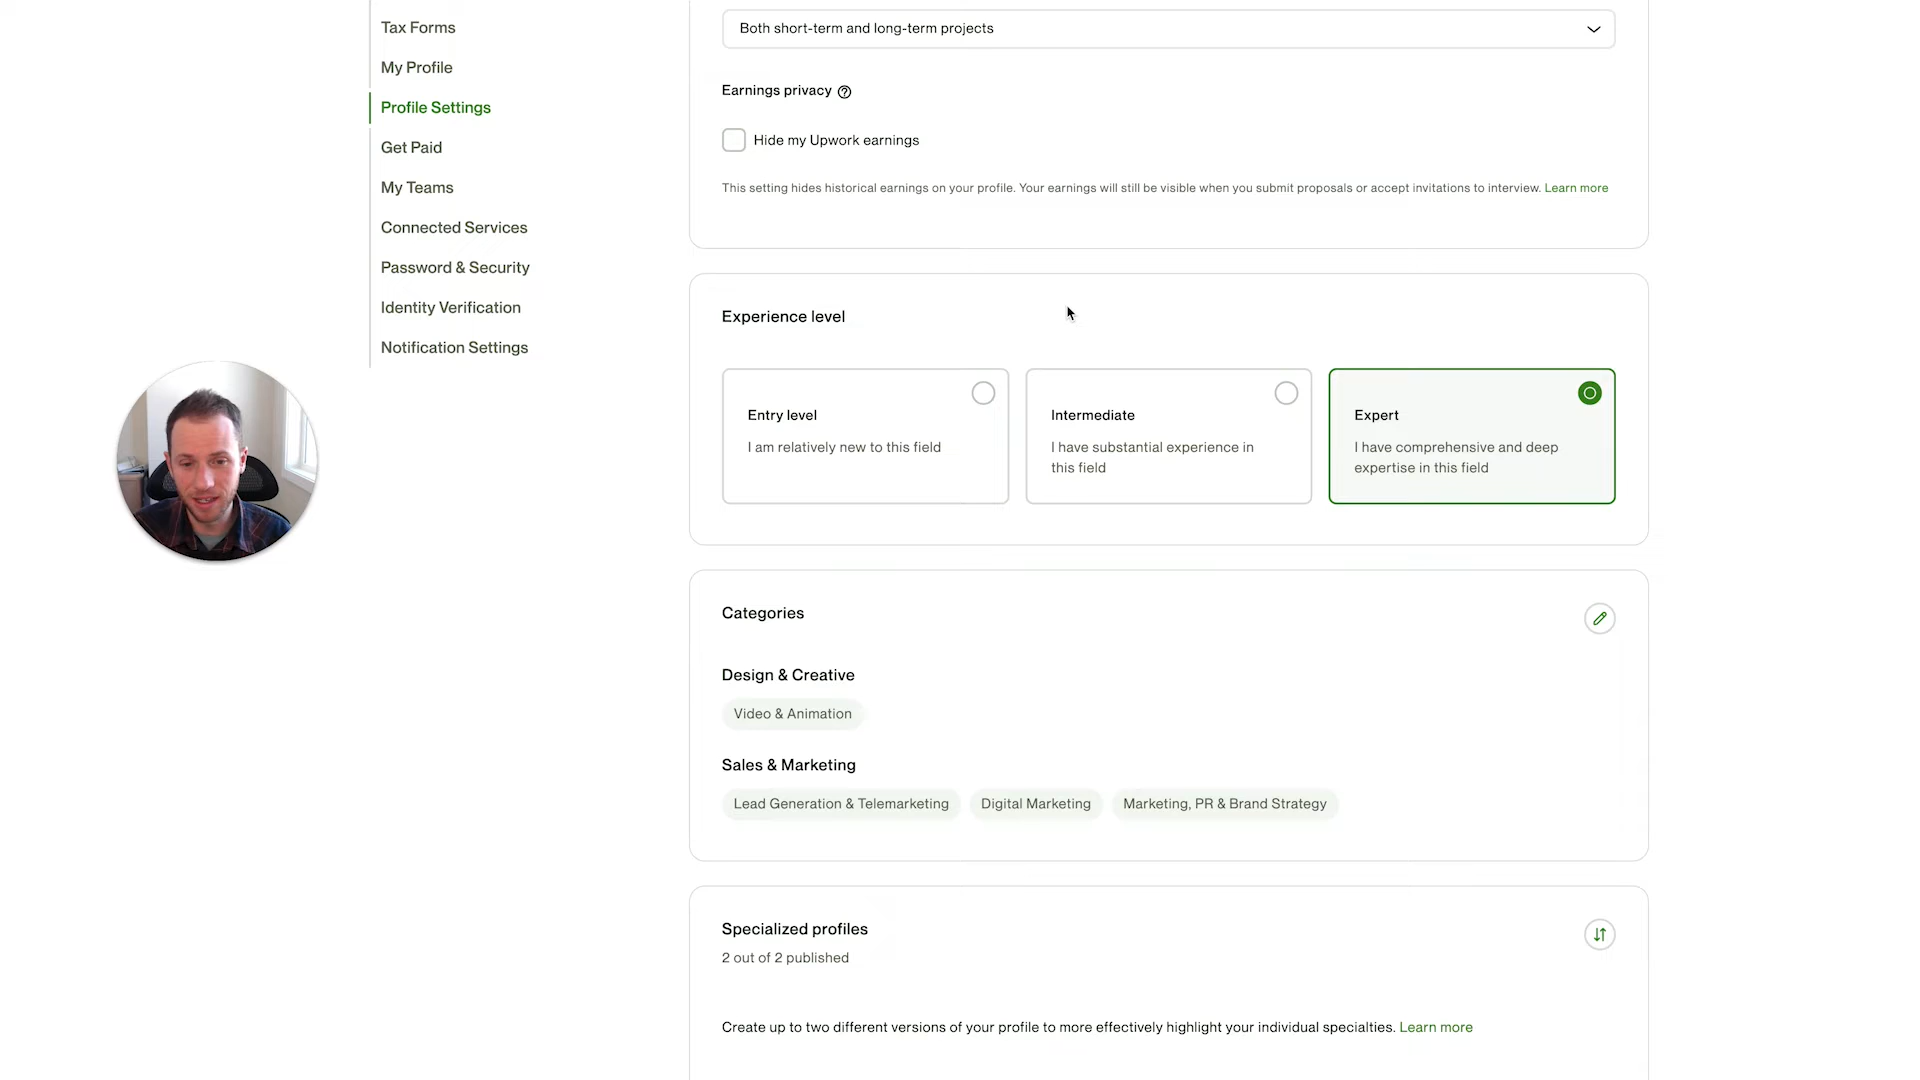 Tax Forms
My Profile
Profile Settings
Get Paid
My Teams
Connected Services
Password & Security
Identity Verification
Notification Settings
Both short-term and long-term projects
Earnings privacy
Hide my Upwork earnings
This setting hides historical earnings on your profile. Your earnings will still be visible when you submit proposals or accept invitations to interview. Learn more
Experience level
Entry level
I am relatively new to this field
Intermediate
I have substantial experience in
this field
Expert
I have comprehensive and deep
expertise in this field
Categories
Design & Creative
Video & Animation
Sales & Marketing
Lead Generation & Telemarketing
Digital Marketing
Marketing, PR & Brand Strategy
Specialized profiles
2 out of 2 published
Create up to two different versions of your profile to more effectively highlight your individual specialties. Learn more